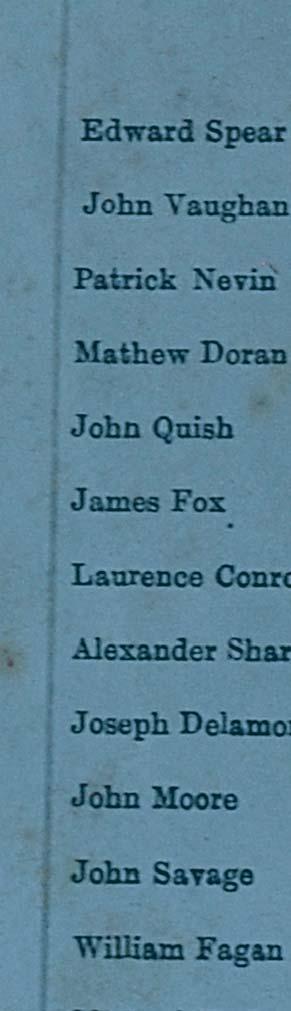 Edward Spear
John Vaughan
Patrick Nevin
Mathew Doran
John Quish
James Fox
Laurence
Alexander
Joseph
John Moore
John Savage
William Fagan